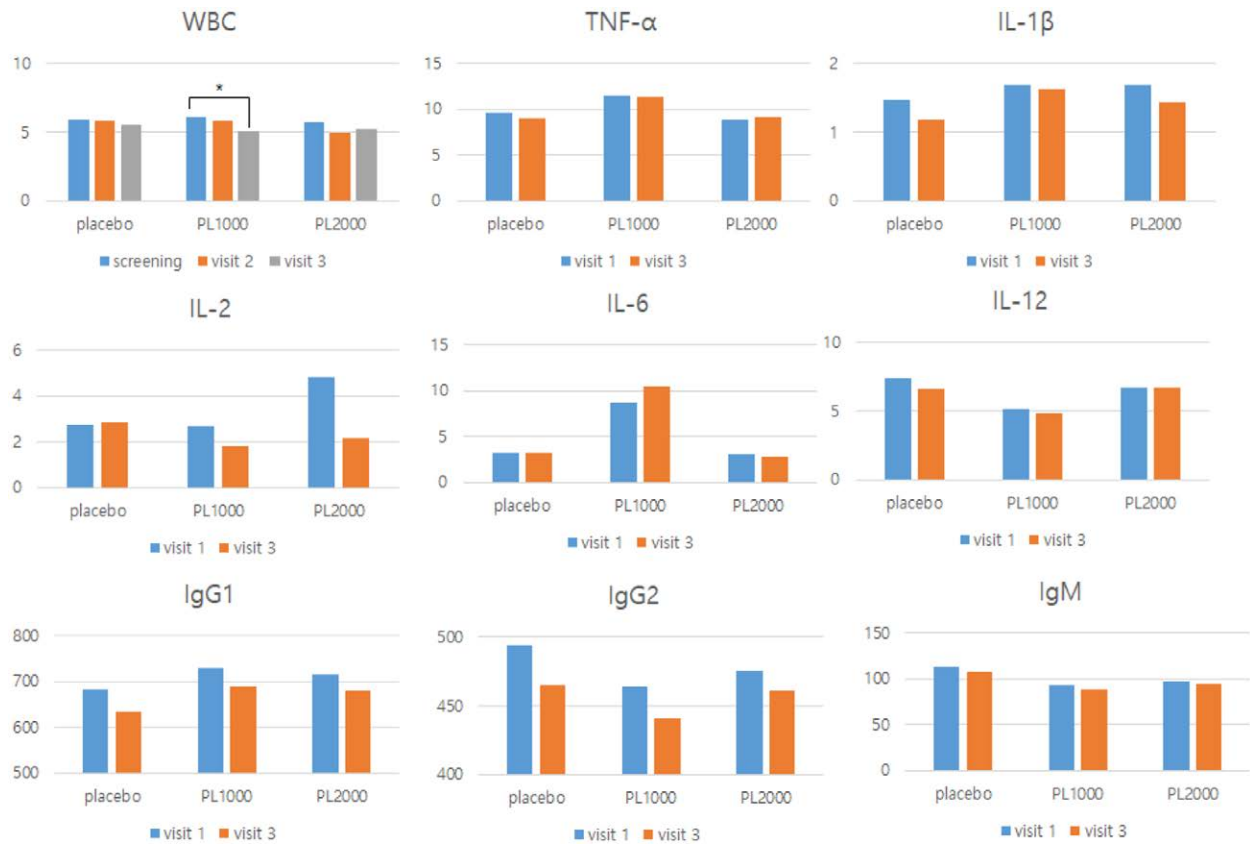 WBC
10
5
0
*
placebo PL1000 PL2000
screening visit 2 visit 3
TNF-α
15
10
5
0
placebo PL1000 PL2000
visit 1 visit 3
IL-1β
2
1
0
placebo PL1000 PL2000
visit 1 visit 3
IL-2
6
4
2
0
placebo PL1000 PL2000
visit 1 visit 3
IL-6
15
10
5
0
placebo PL1000 PL2000
visit 1 visit 3
IL-12
10
5
0
placebo PL1000 PL2000
visit 1 visit 3
IgG1
800
700
600
500
placebo PL1000 PL2000
visit 1 visit 3
IgG2
500
450
400
placebo PL1000 PL2000
visit 1 visit 3
IgM
150
100
50
0
placebo PL1000 PL2000
visit 1 visit 3